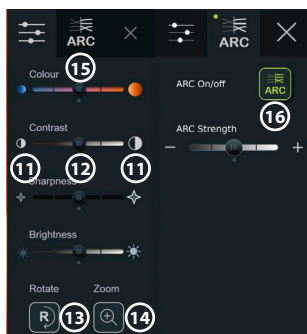 ARC
ARC
Colour
15
Contrast
11
12
11
Sharpness
Brightness
Rotate
Zoom
R
13
14
ARC On/off
ARC
16
ARC Strength